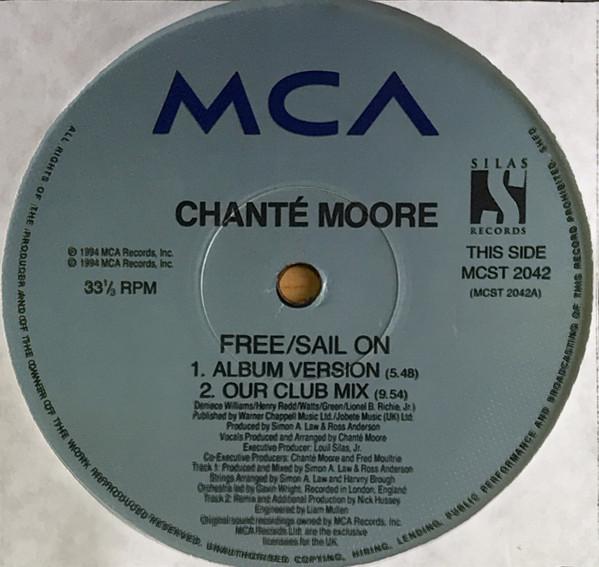 MCA
SILAS
S
RECORDS
CHANTÉ MOORE
℗ 1994 MCA Records, Inc.
© 1994 MCA Records, Inc.
33⅓ RPM
THIS SIDE
MCST 2042
(MCST 2042A)
FREE/SAIL ON
1. ALBUM VERSION (5.48)
2. OUR CLUB MIX (9.54)
(Deniece Williams/Henry Redd/Watts/Green/Lionel B. Richie, Jr.)
Published by Warner Chappell Music Ltd./Jobete Music (UK) Ltd.
Produced by Simon A. Law & Ross Anderson
Vocals Produced and Arranged by Chanté Moore
Executive Producer: Louil Silas, Jr.
Co-Executive Producers: Chanté Moore and Fred Moultrie
Track 1: Produced and Mixed by Simon A. Law & Ross Anderson
Strings Arranged by Simon A. Law and Harvey Brough
Orchestra led by Gavin Wright. Recorded in London, England
Track 2: Remix and Additional Production by Nick Hussey
Engineered by Liam Mullen
Original sound recordings owned by MCA Records, Inc.
MCA Records Ltd. are the exclusive
licensees for the UK.
ALL RIGHTS OF THE PRODUCER AND OF THE OWNER OF THE WORK REPRODUCED RESERVED. UNAUTHORISED COPYING, HIRING, LENDING, PUBLIC PERFORMANCE AND BROADCASTING OF THIS RECORD PROHIBITED.